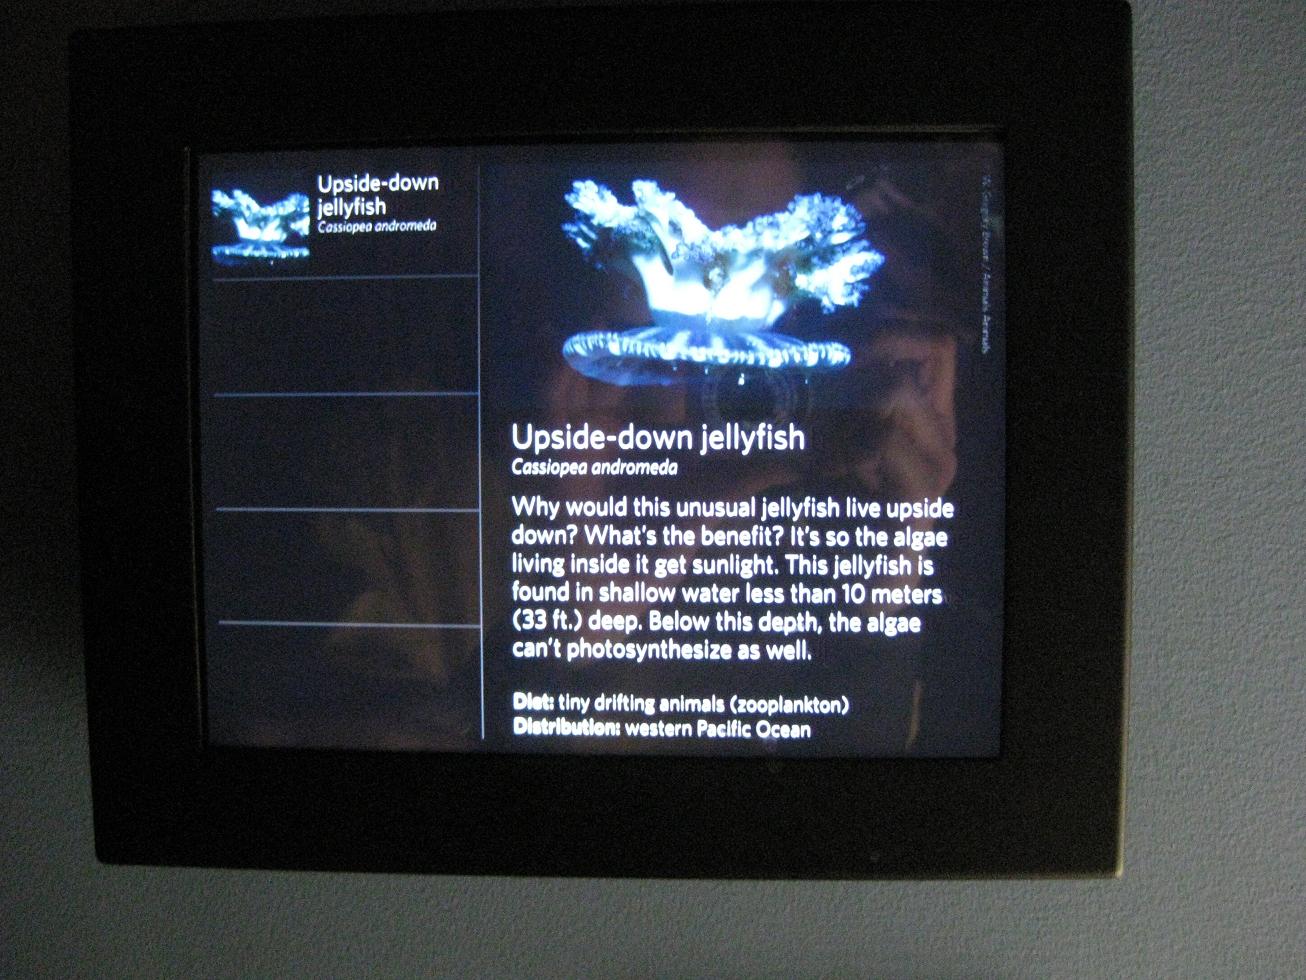 Upside-down
jellyfish
Cassiopea andromeda
Upside-down jellyfish
Cassiopea andromeda
Why would this unusual jellyfish live upside
down? What's the benefit? It's so the algae
living inside it get sunlight. This jellyfish is
found in shallow water less than 10 meters
(33 ft.) deep. Below this depth, the algae
can't photosynthesize as well.
Diet: tiny drifting animals (zooplankton)
Distribution: western Pacific Ocean